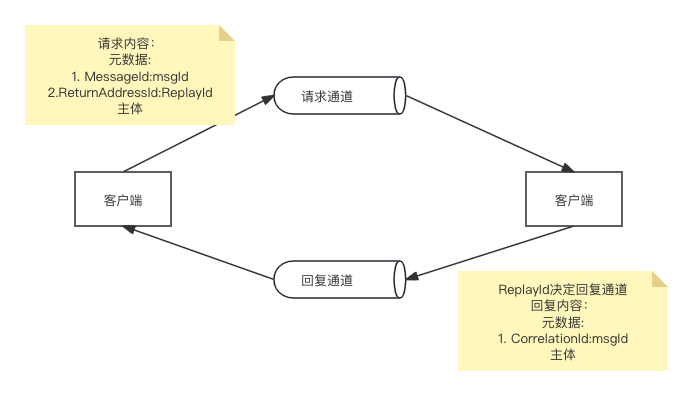 请求内容：
元数据:
1. MessageId:msgId
2.ReturnAddressId:ReplayId
主体
请求通道
客户端
客户端
回复通道
ReplayId决定回复通道
回复内容：
元数据:
1. CorrelationId:msgId
主体